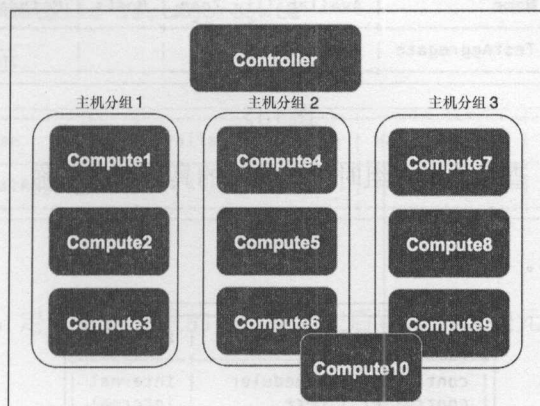 Controller
主机分组 1
主机分组 2
主机分组 3
Compute1
Compute4
Compute7
Compute2
Compute5
Compute8
Compute3
Compute6
Compute9
Compute10